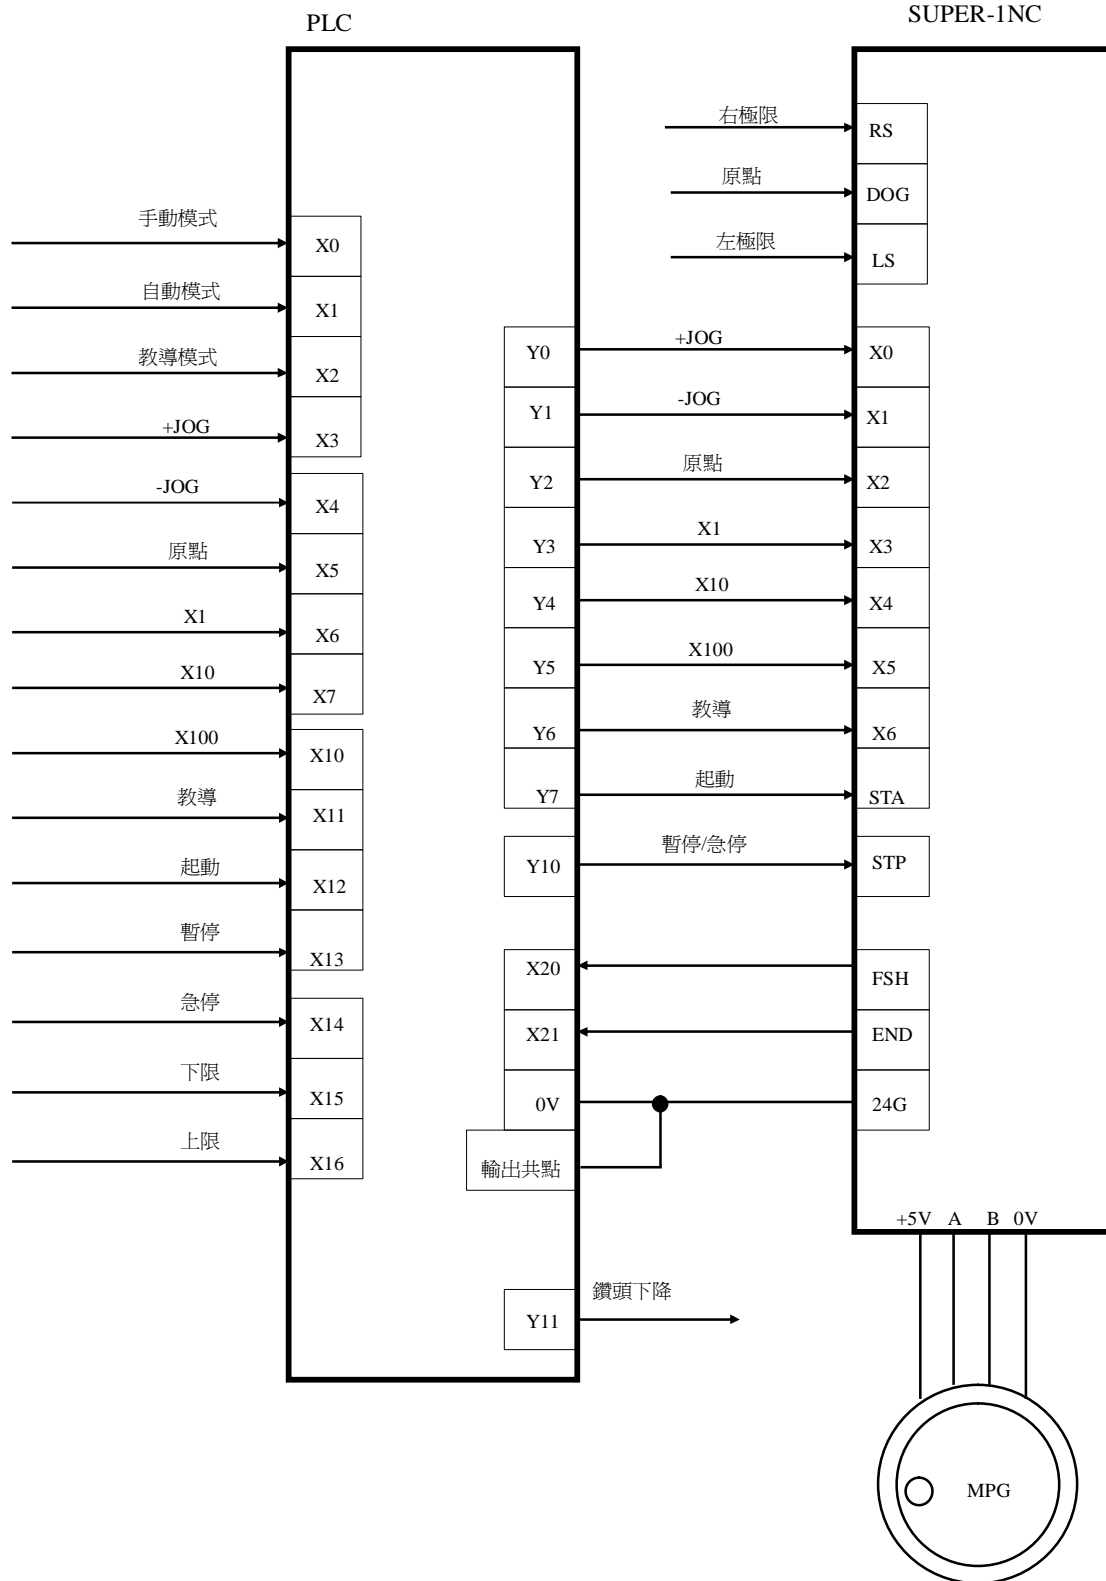 PLC
SUPER-1NC
右極限
RS
原點
DOG
左極限
LS
手動模式
X0
自動模式
X1
教導模式
X2
+JOG
X3
-JOG
X4
原點
X5
X1
X6
X10
X7
X100
X10
教導
X11
起動
X12
暫停
X13
急停
X14
下限
X15
上限
X16
Y0
+JOG
X0
Y1
-JOG
X1
Y2
原點
X2
Y3
X1
X3
Y4
X10
X4
Y5
X100
X5
Y6
教導
X6
Y7
起動
STA
Y10
暫停/急停
STP
X20
FSH
X21
END
0V
24G
輸出共點
Y11
鑽頭下降
+5V A B 0V
MPG